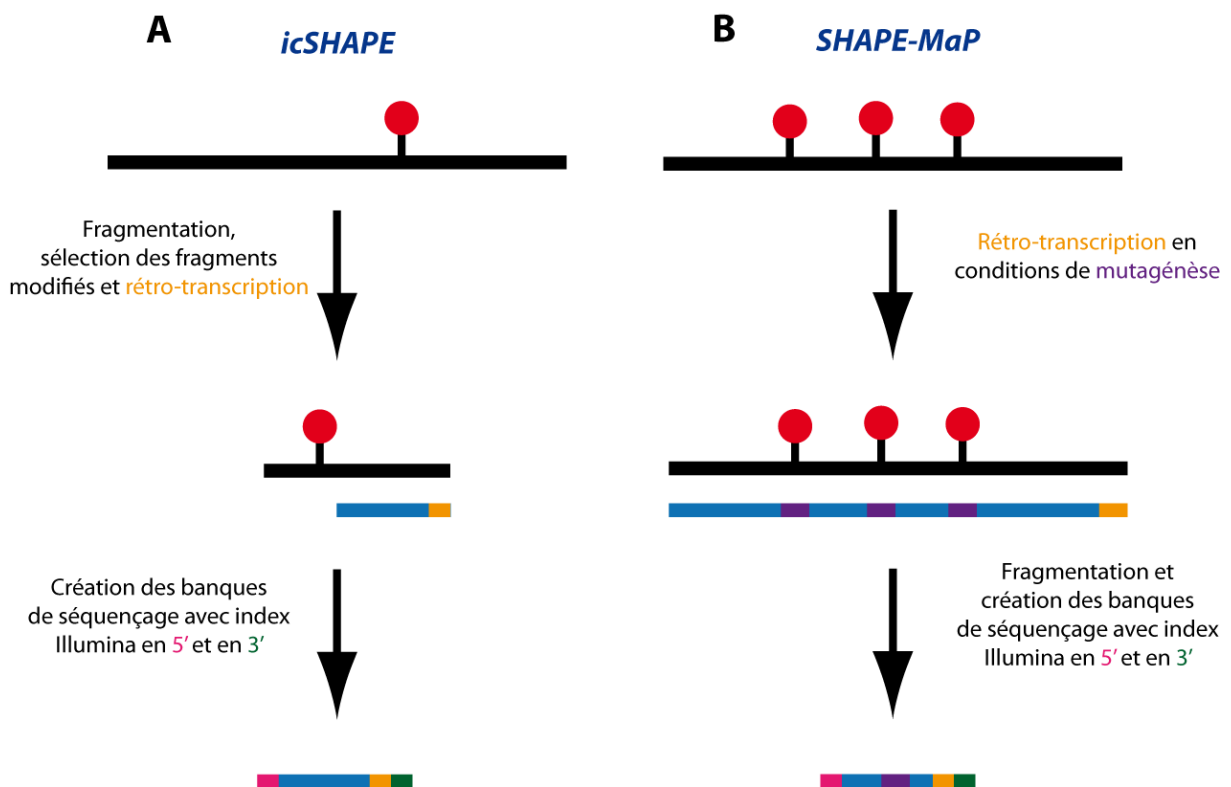 A
icSHAPE
Fragmentation,
sélection des fragments
modifiés et rétro-transcription
Création des banques
de séquençage avec index
Illumina en 5' et en 3'
B
SHAPE-MaP
Rétro-transcription en
conditions de mutagénèse
Fragmentation et
création des banques
de séquençage avec index
Illumina en 5' et en 3'